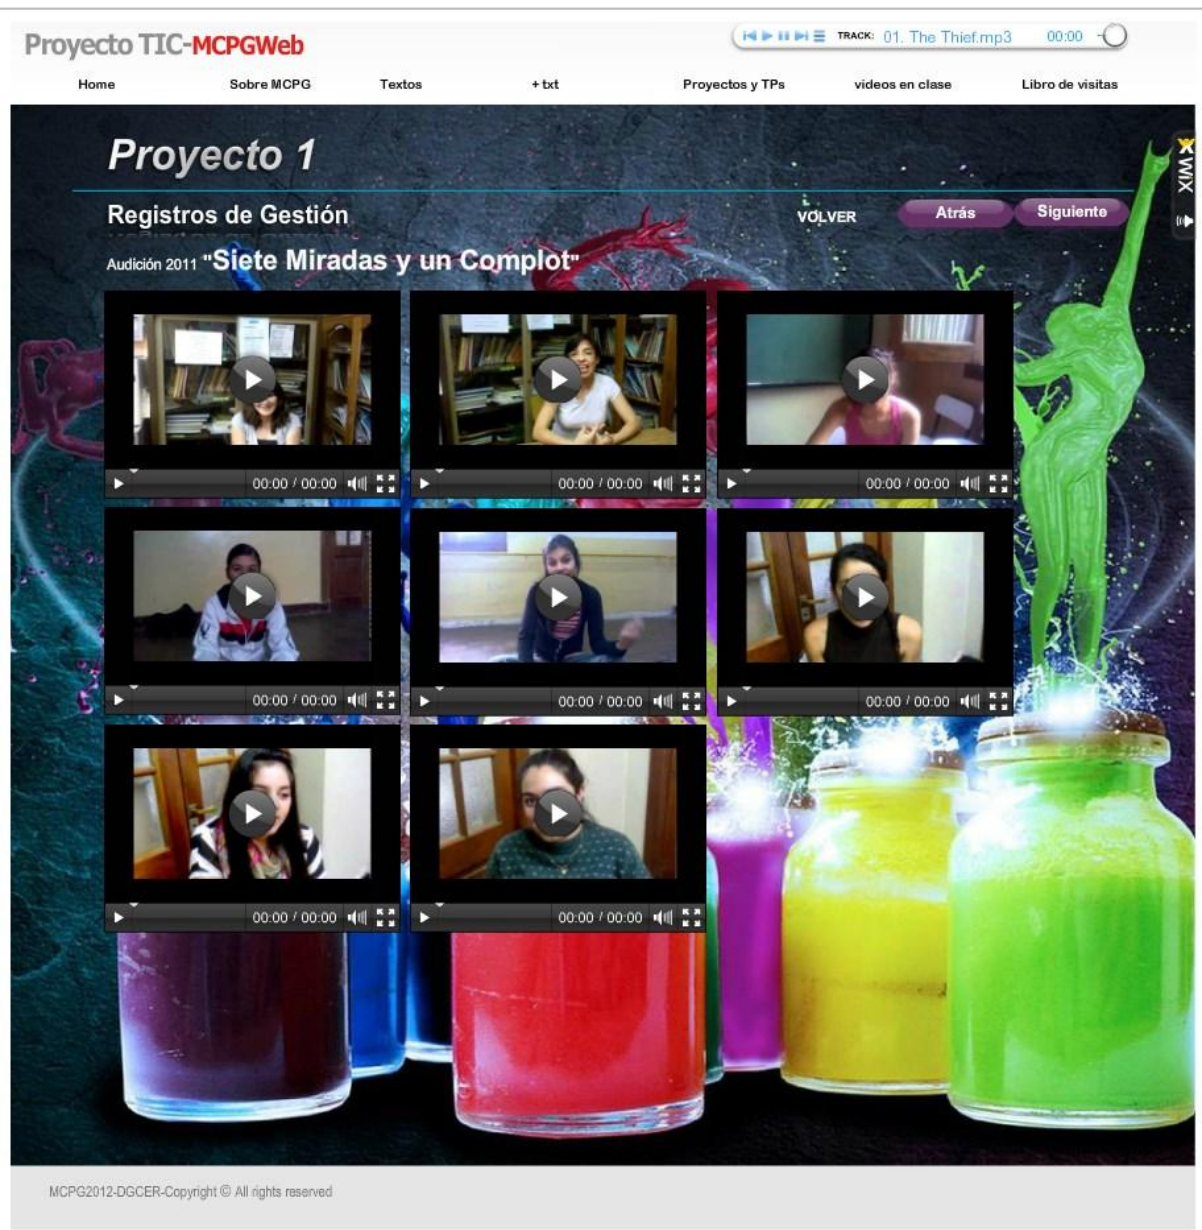 Proyecto TIC-MCPGWeb
TRACK: 01. The Thief.mp3 00:00
Home Sobre MCPG Textos + txt Proyectos y TPs videos en clase Libro de visitas
Proyecto 1
WiX
Registros de Gestión VOLVER Atrás Siguiente
Audición 2011 "Siete Miradas y un Complot"
00:00 / 00:00 00:00 / 00:00 00:00 / 00:00
00:00 / 00:00 00:00 / 00:00 00:00 / 00:00
00:00 / 00:00 00:00 / 00:00
MCPG2012-DGCER-Copyright © All rights reserved